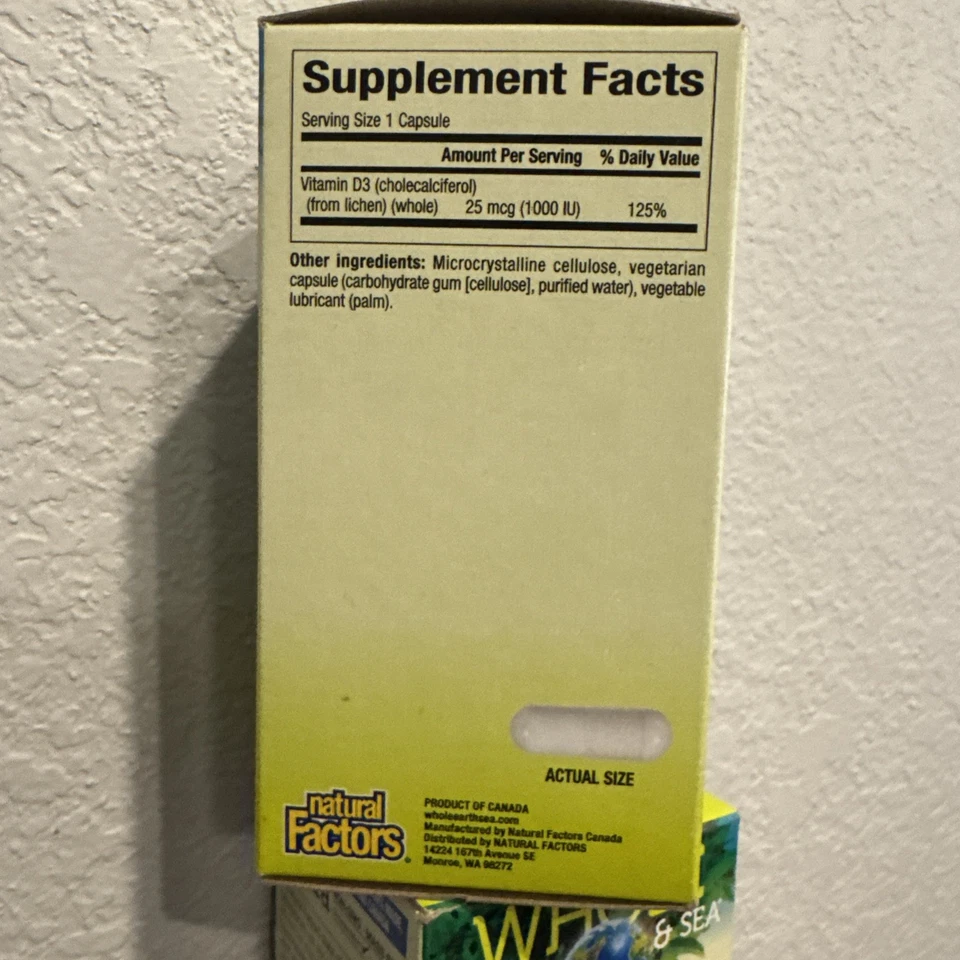 Supplement Facts
Serving Size 1 Capsule
Amount Per Serving % Daily Value
Vitamin D3 (cholecalciferol)
(from lichen) (whole) 25 mcg (1000 IU) 125%
Other ingredients: Microcrystalline cellulose, vegetarian
capsule (carbohydrate gum [cellulose], purified water), vegetable
lubricant (palm).
ACTUAL SIZE
natural
Factors
PRODUCT OF CANADA
wholeearthsea.com
Manufactured by Natural Factors Canada
Distributed by NATURAL FACTORS
14224 167th Avenue SE
Monroe, WA 98272
& SEA